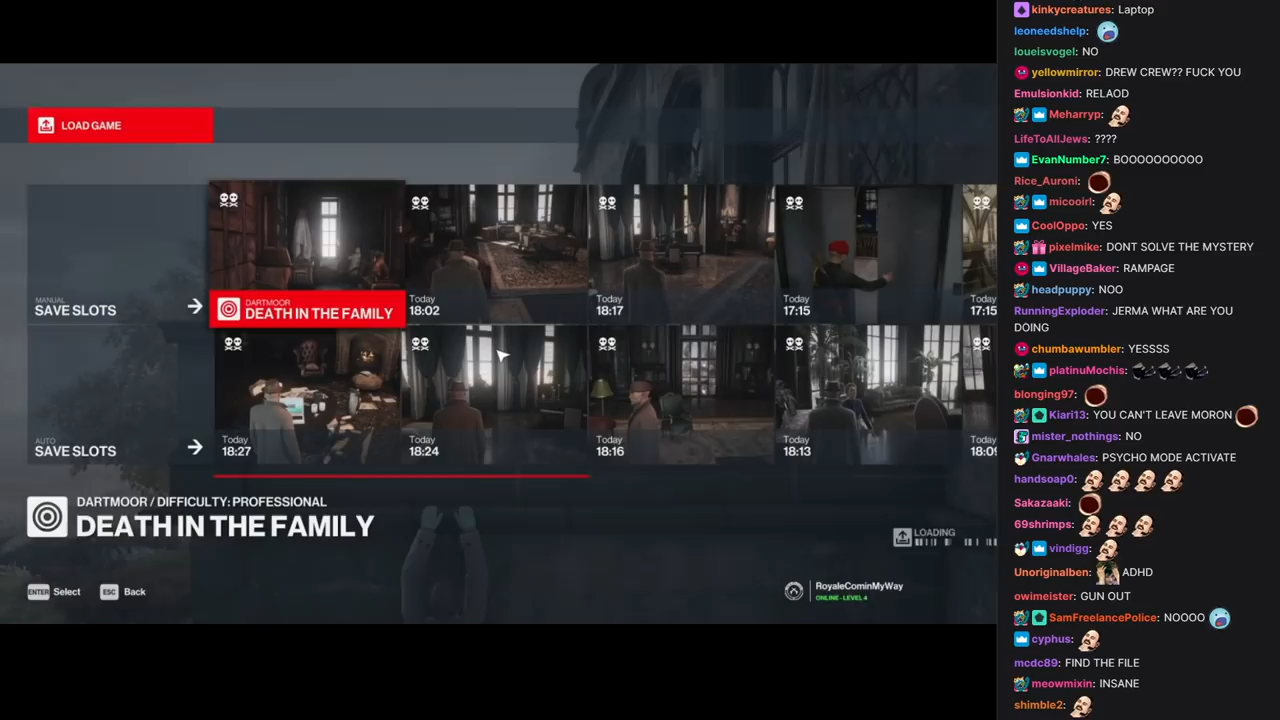 LOAD GAME
MANUAL
SAVE SLOTS
DARTMOOR
DEATH IN THE FAMILY
Today
18:02
Today
18:17
Today
17:15
Today
17:15
AUTO
SAVE SLOTS
Today
18:27
Today
18:24
Today
18:16
Today
18:13
Today
18:09
DARTMOOR / DIFFICULTY: PROFESSIONAL
DEATH IN THE FAMILY
LOADING
ENTER Select
ESC Back
RoyaleCominMyWay
ONLINE - LEVEL 4
kinkycreatures: Laptop
leoneedshelp:
loueisvogel: NO
yellowmirror: DREW CREW?? FUCK YOU
Emulsionkid: RELAOD
Meharryp:
LifeToAllJews: ????
EvanNumber7: BOOOOOOOOOO
Rice_Auroni:
micooirl:
CoolOppo: YES
pixelmike: DONT SOLVE THE MYSTERY
VillageBaker: RAMPAGE
headpuppy: NOO
RunningExploder: JERMA WHAT ARE YOU
DOING
chumbawumbler: YESSSS
platinuMochis:
blonging97:
Kiari13: YOU CAN'T LEAVE MORON
mister_nothings: NO
Gnarwhales: PSYCHO MODE ACTIVATE
handsoap0:
Sakazaaki:
69shrimps:
vindigg:
Unoriginalben: ADHD
owimeister: GUN OUT
SamFreelancePolice: NOOOO
cyphus:
mcdc89: FIND THE FILE
meowmixin: INSANE
shimble2: